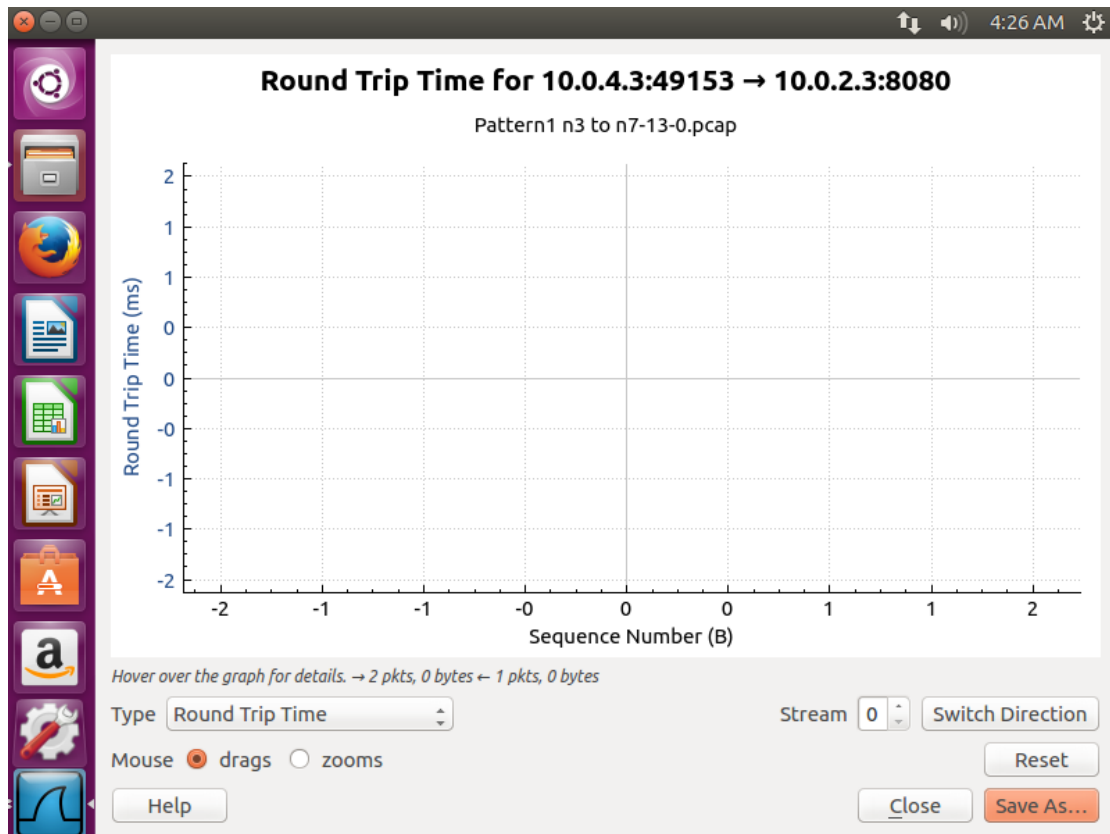 4:26 AM
Round Trip Time for 10.0.4.3:49153 → 10.0.2.3:8080
Pattern1 n3 to n7-13-0.pcap
Round Trip Time (ms)
2
1
1
0
0
-0
-1
-1
-2
-2 -1 -1 -0 0 0 1 1 2
Sequence Number (B)
Hover over the graph for details. → 2 pkts, 0 bytes ← 1 pkts, 0 bytes
Type Round Trip Time Stream 0 Switch Direction
Mouse drags zooms Reset
Help Close Save As...